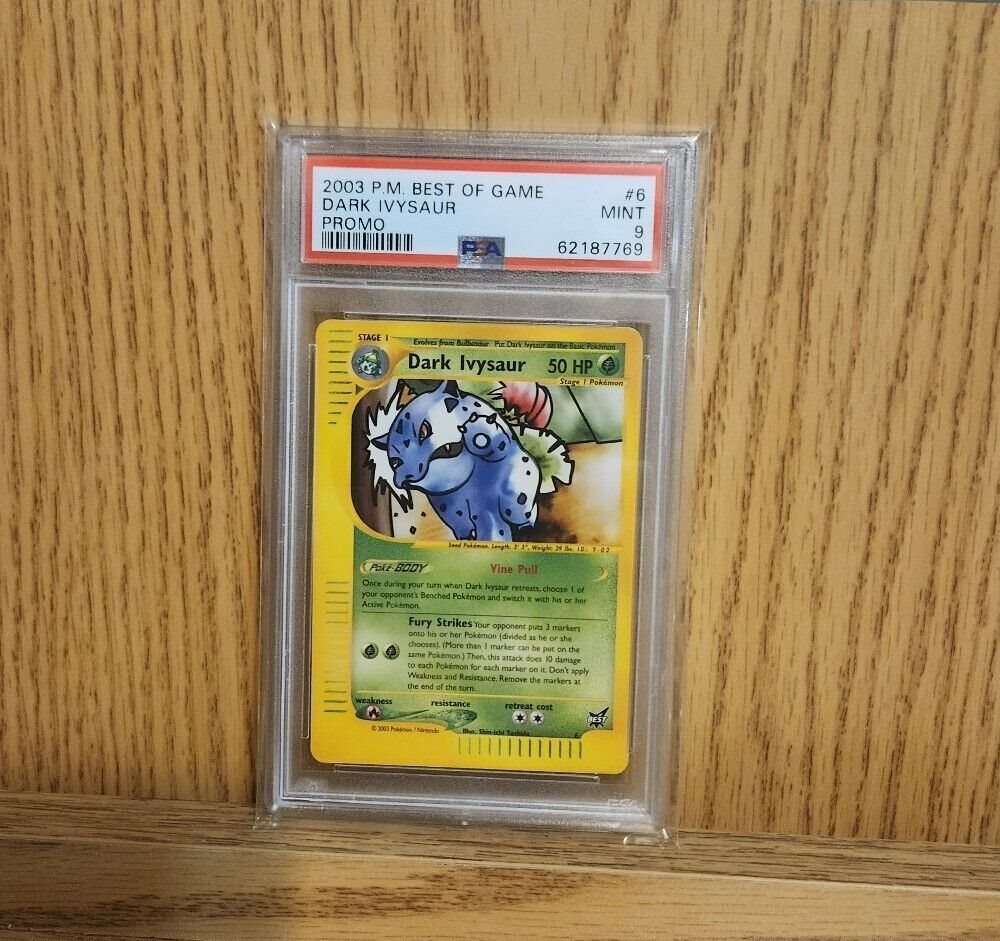 2003 P.M. BEST OF GAME #6
DARK IVYSAUR MINT
PROMO 9
PSA 62187769
STAGE 1 Evolves from Bulbasaur Put Dark Ivysaur on the Basic Pokémon
Dark Ivysaur 50 HP
Stage 1 Pokémon
Seed Pokémon. Length: 3' 3", Weight: 29 lbs. ID: Y-02
Poké-BODY Vine Pull
Once during your turn when Dark Ivysaur retreats, choose 1 of
your opponent's Benched Pokémon and switch it with his or her
Active Pokémon.
Fury Strikes Your opponent puts 3 markers
onto his or her Pokémon (divided as he or she
chooses). (More than 1 marker can be put on the
same Pokémon.) Then, this attack does 10 damage
to each Pokémon for each marker on it. Don't apply
Weakness and Resistance. Remove the markers at
the end of the turn.
weakness resistance retreat cost
BEST
© 2003 Pokémon / Nintendo Illus. Shin-ichi Yoshida 6